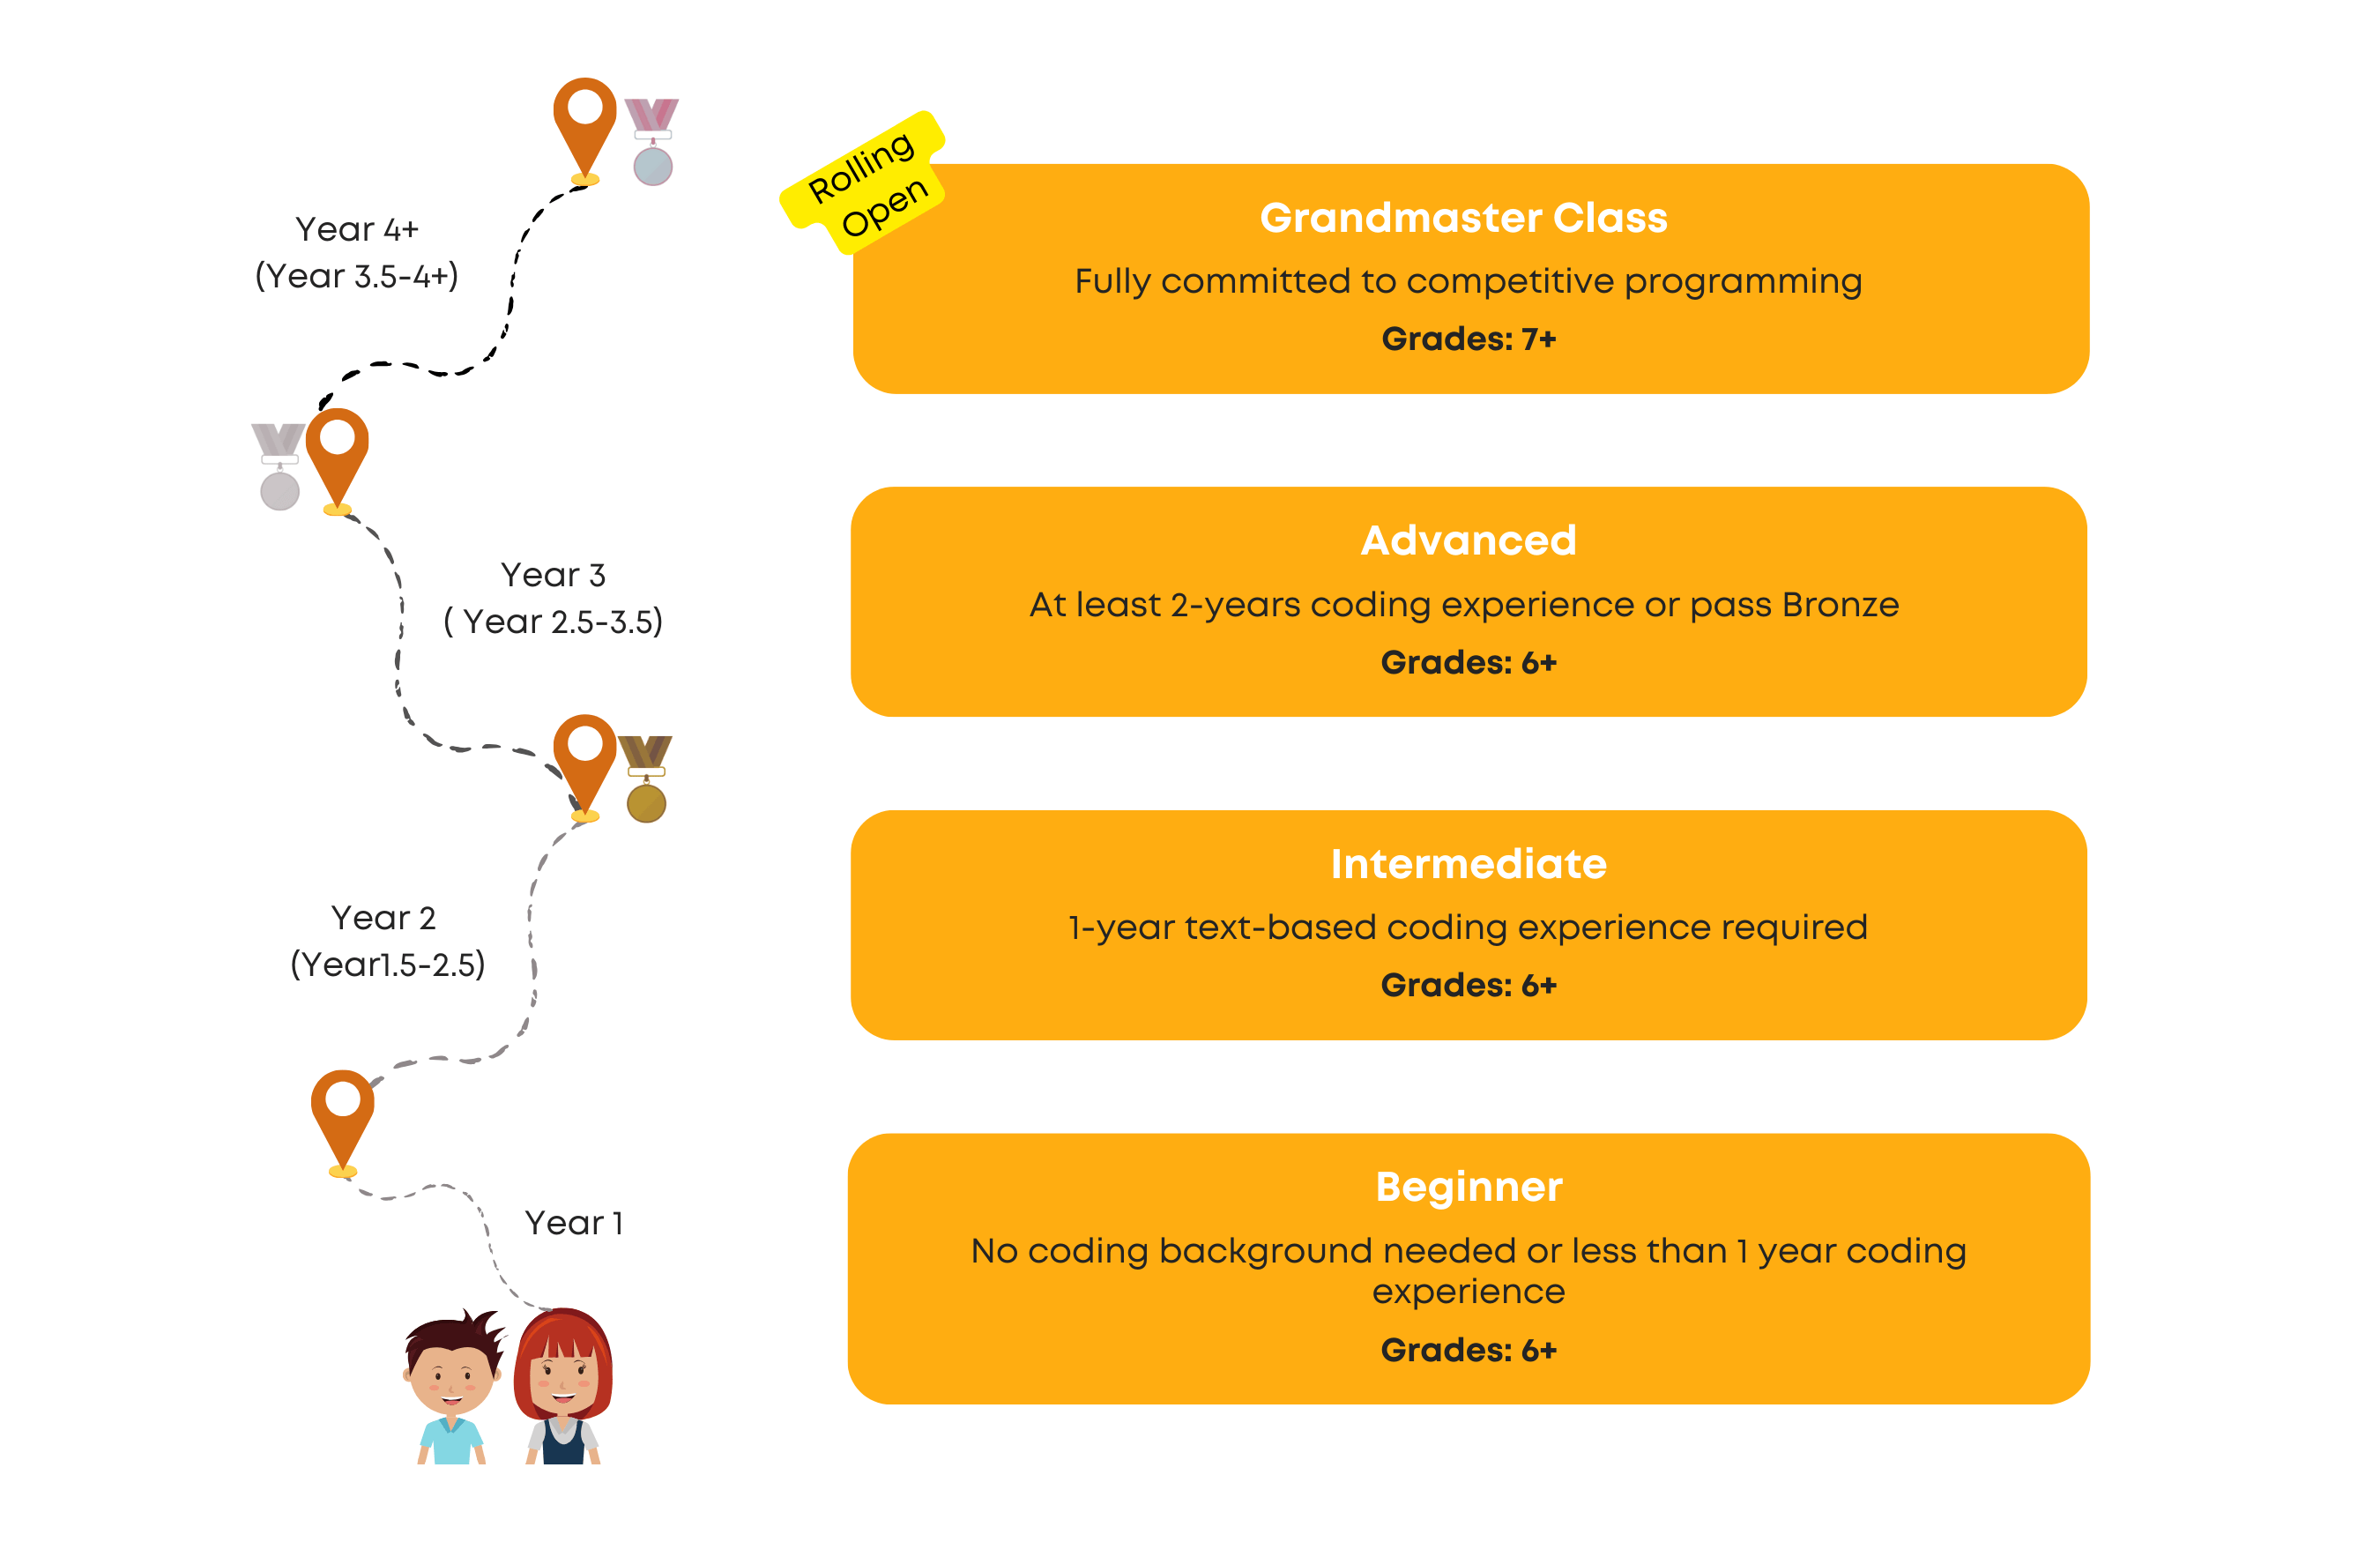 Rolling
Open
Grandmaster Class
Fully committed to competitive programming
Grades: 7+
Year 4+
(Year 3.5-4+)
Advanced
At least 2-years coding experience or pass Bronze
Grades: 6+
Year 3
( Year 2.5-3.5)
Intermediate
1-year text-based coding experience required
Grades: 6+
Year 2
(Year1.5-2.5)
Beginner
No coding background needed or less than 1 year coding
experience
Grades: 6+
Year 1